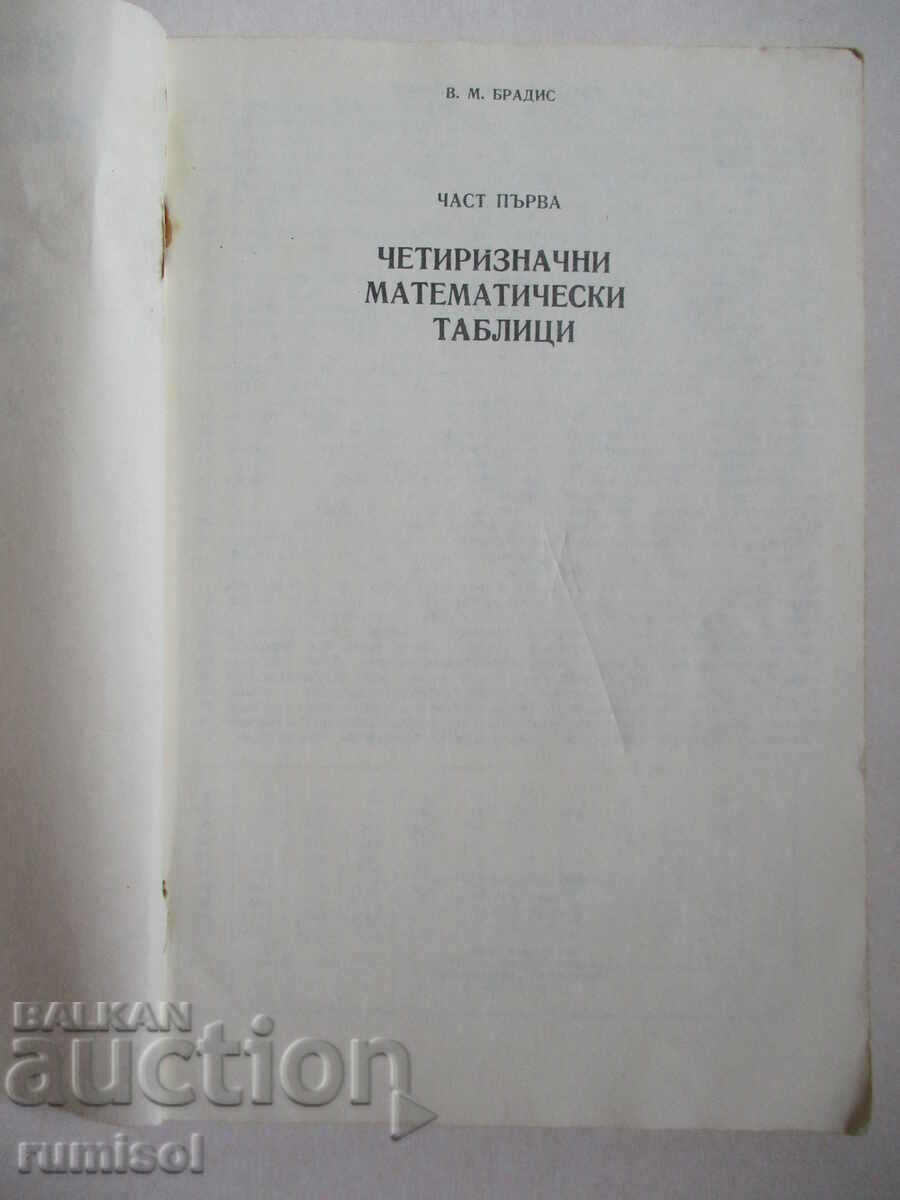 В. М. БРАДИС
ЧАСТ ПЪРВА
ЧЕТИРИЗНАЧНИ
МАТЕМАТИЧЕСКИ
ТАБЛИЦИ
BALKAN
auction
rumisol